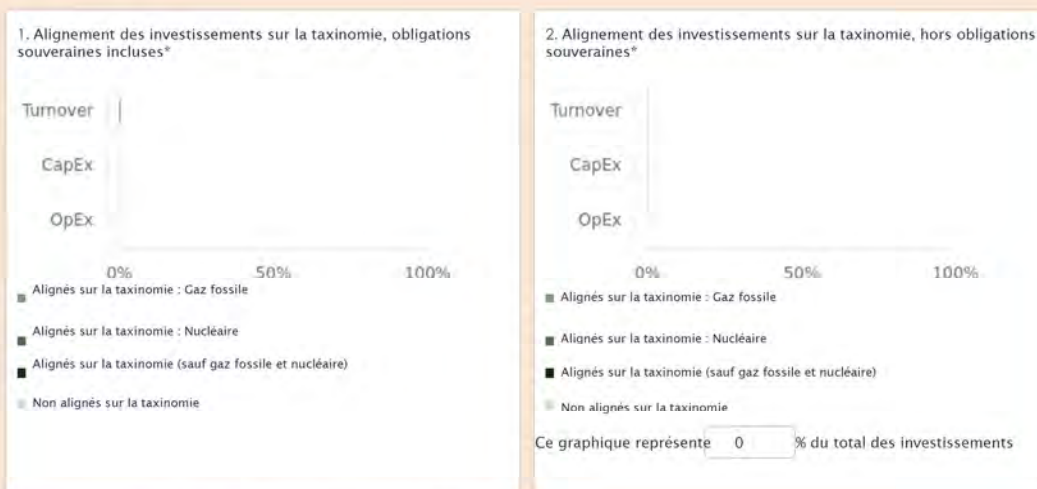 1. Alignement des investissements sur la taxinomie, obligations
souveraines incluses*
Turnover
CapEx
OpEx
0% 50% 100%
Alignés sur la taxinomie : Gaz fossile
Alignés sur la taxinomie : Nucléaire
Alignés sur la taxinomie (sauf gaz fossile et nucléaire)
Non alignés sur la taxinomie
2. Alignement des investissements sur la taxinomie, hors obligations
souveraines*
Turnover
CapEx
OpEx
0% 50% 100%
Alignés sur la taxinomie : Gaz fossile
Alignés sur la taxinomie : Nucléaire
Alignés sur la taxinomie (sauf gaz fossile et nucléaire)
Non alignés sur la taxinomie
Ce graphique représente 0 % du total des investissements